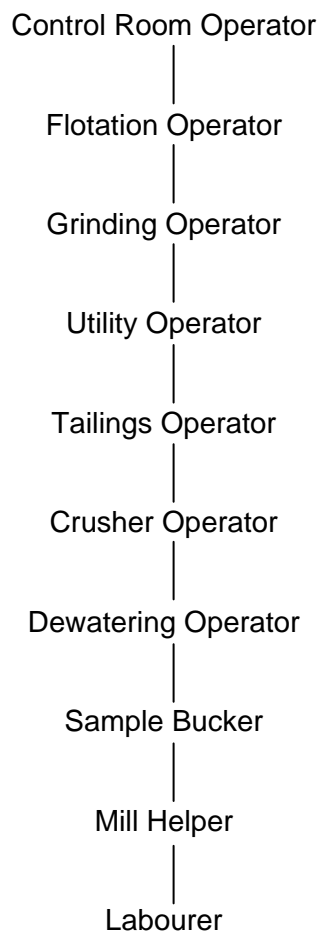 Control Room Operator
Flotation Operator
Grinding Operator
Utility Operator
Tailings Operator
Crusher Operator
Dewatering Operator
Sample Bucker
Mill Helper
Labourer